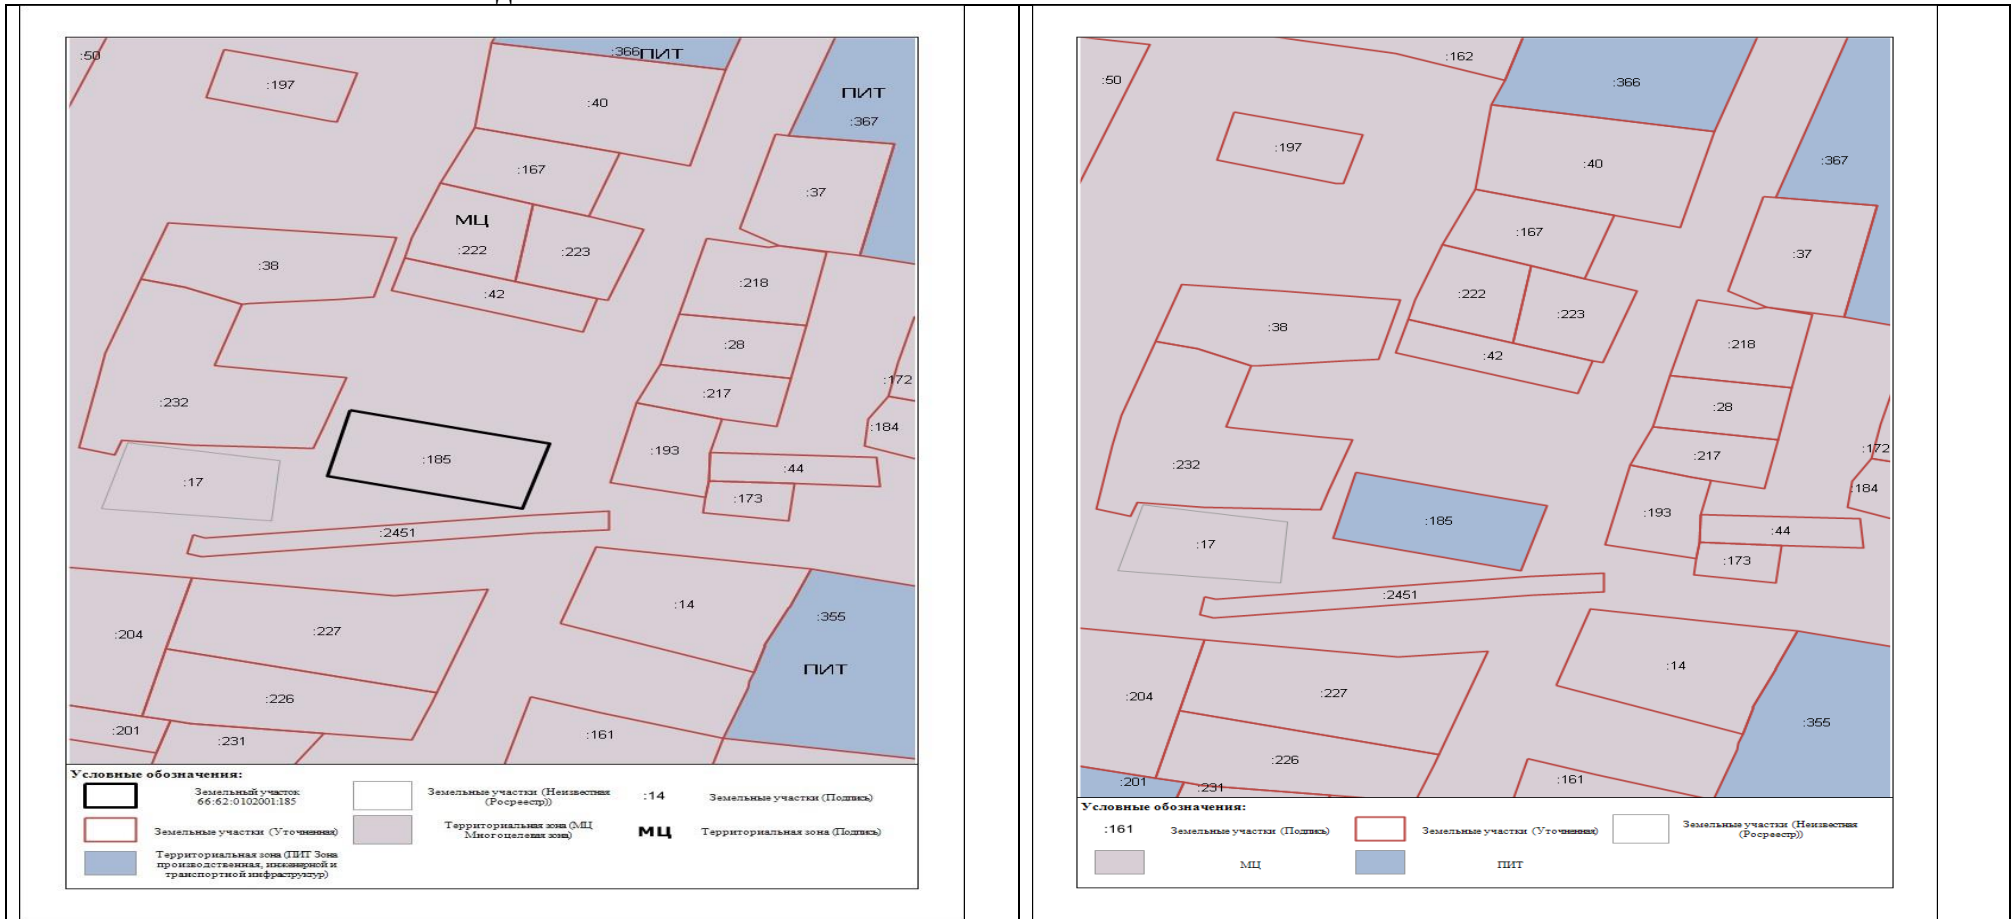 :50
:197
:366
ПИТ
:40
ПИТ
:367
:167
:37
МЦ
:222
:223
:38
:42
:218
:28
:172
:217
:232
:184
:193
:185
:44
:17
:173
:2451
:14
:355
:204
:227
ПИТ
:226
:201
:231
:161
Условные обозначения:
Земельный участок
66:62:0102001:185
Земельные участки (Неизвестная
(Росреестр))
:14
Земельные участки (Подпись)
Земельные участки (Уточненная)
Территориальная зона (МЦ
Многоцелевая зона)
МЦ
Территориальная зона (Подпись)
Территориальная зона (ПИТ Зона
производственная, инженерной и
транспортной инфраструктур)
:162
:50
:366
:197
:40
:367
:167
:37
:222
:223
:38
:42
:218
:28
:172
:217
:232
:184
:193
:185
:44
:17
:173
:2451
:14
:204
:227
:355
:226
:201
:231
:161
Условные обозначения:
:161
Земельные участки (Подпись)
Земельные участки (Уточненная)
Земельные участки (Неизвестная
(Росреестр))
МЦ
ПИТ